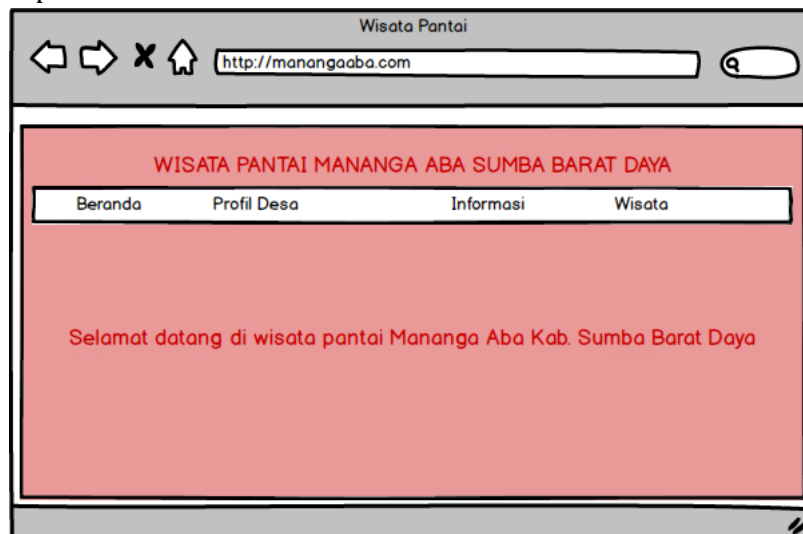 Wisata Pantai
http://manangaaba.com
WISATA PANTAI MANANGA ABA SUMBA BARAT DAYA
Beranda Profil Desa Informasi Wisata
Selamat datang di wisata pantai Mananga Aba Kab. Sumba Barat Daya